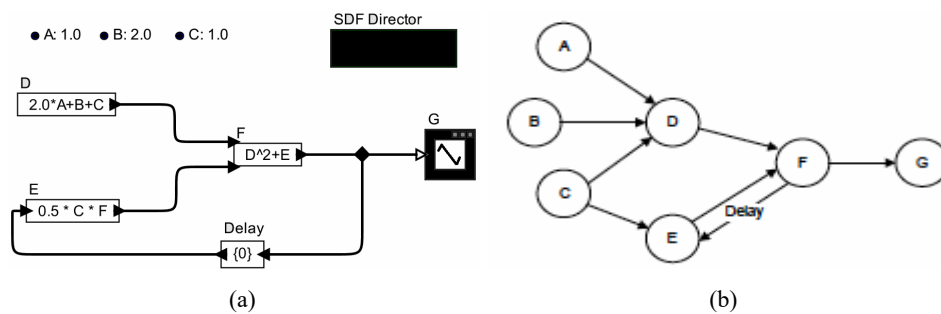 SDF Director
A: 1.0 B: 2.0 C: 1.0
D
2.0*A+B+C
F
D^2+E
G
E
0.5 * C * F
Delay
{0}
(a)
A
B
D
C
F
G
Delay
E
(b)